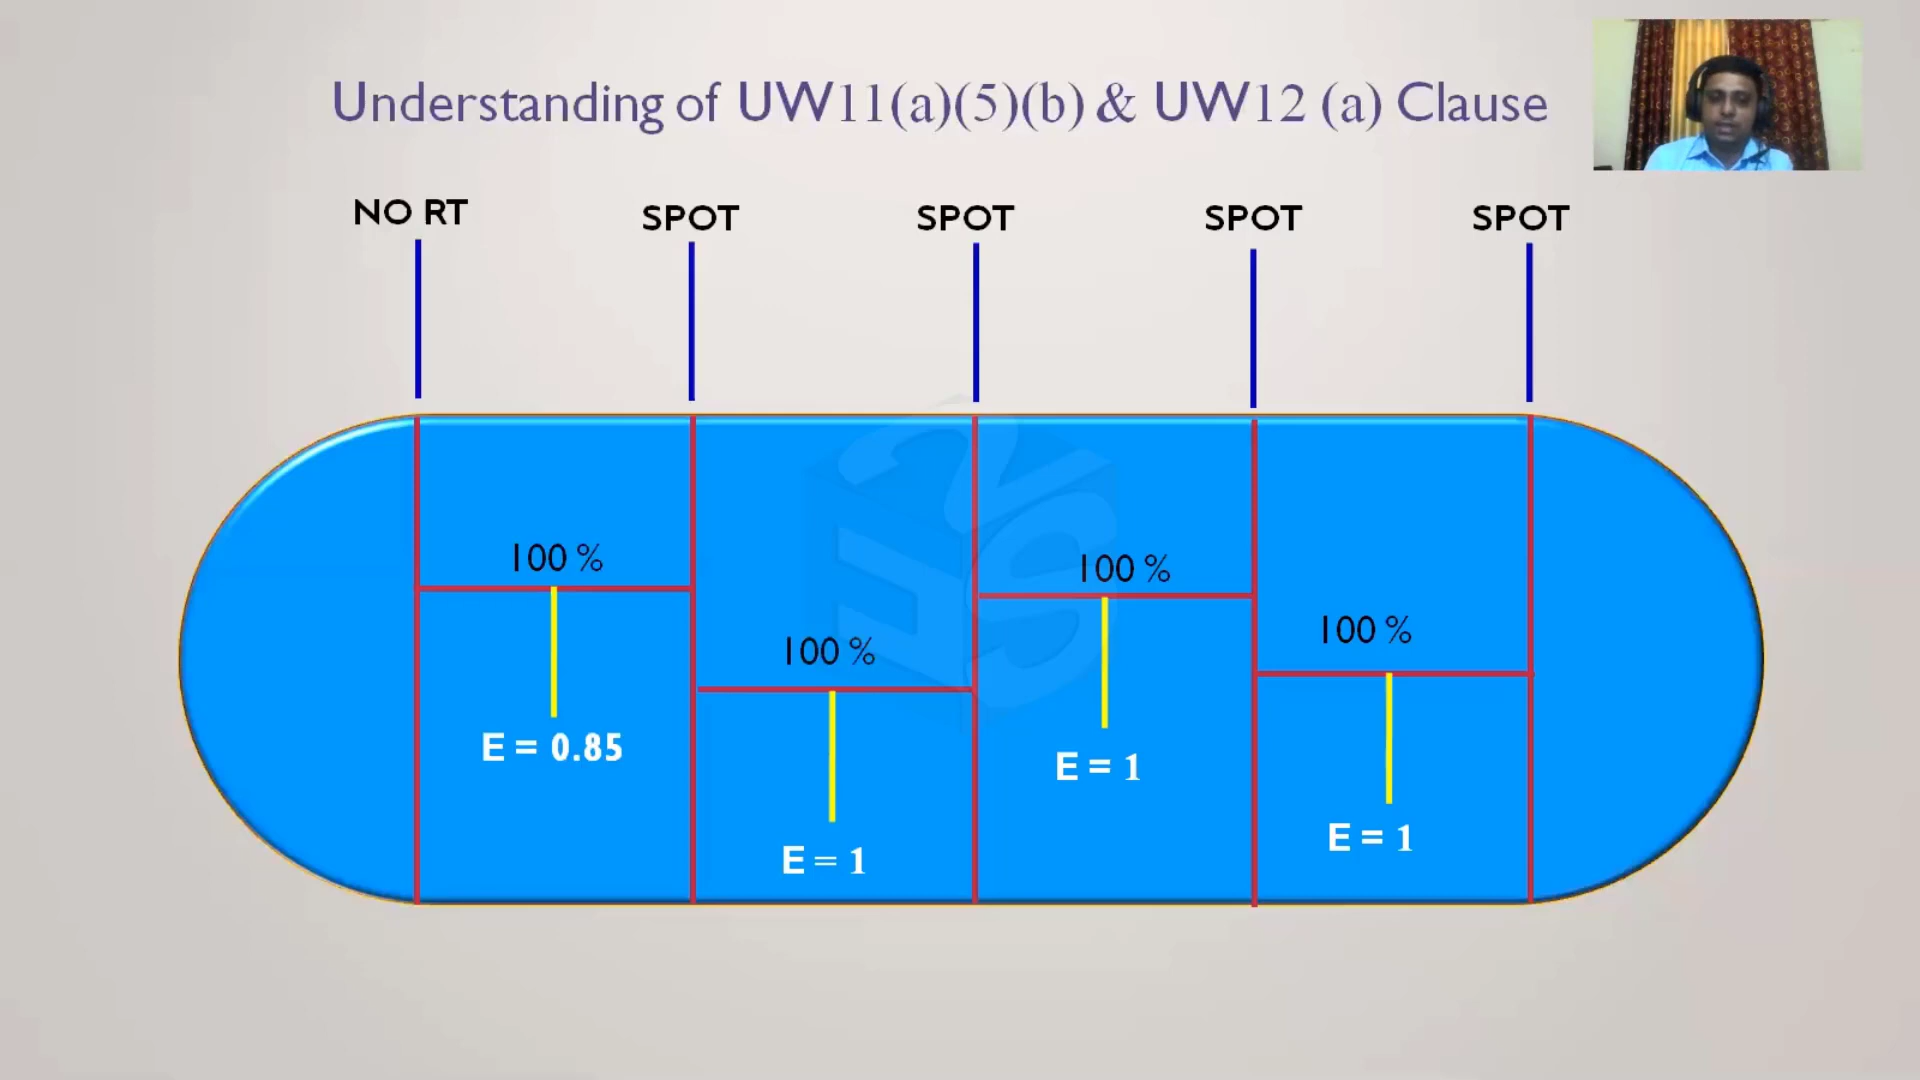 Understanding of UW11(a)(5)(b) & UW12 (a) Clause
NO RT
SPOT
SPOT
SPOT
SPOT
100 %
100 %
100 %
100 %
E = 0.85
E = 1
E = 1
E = 1